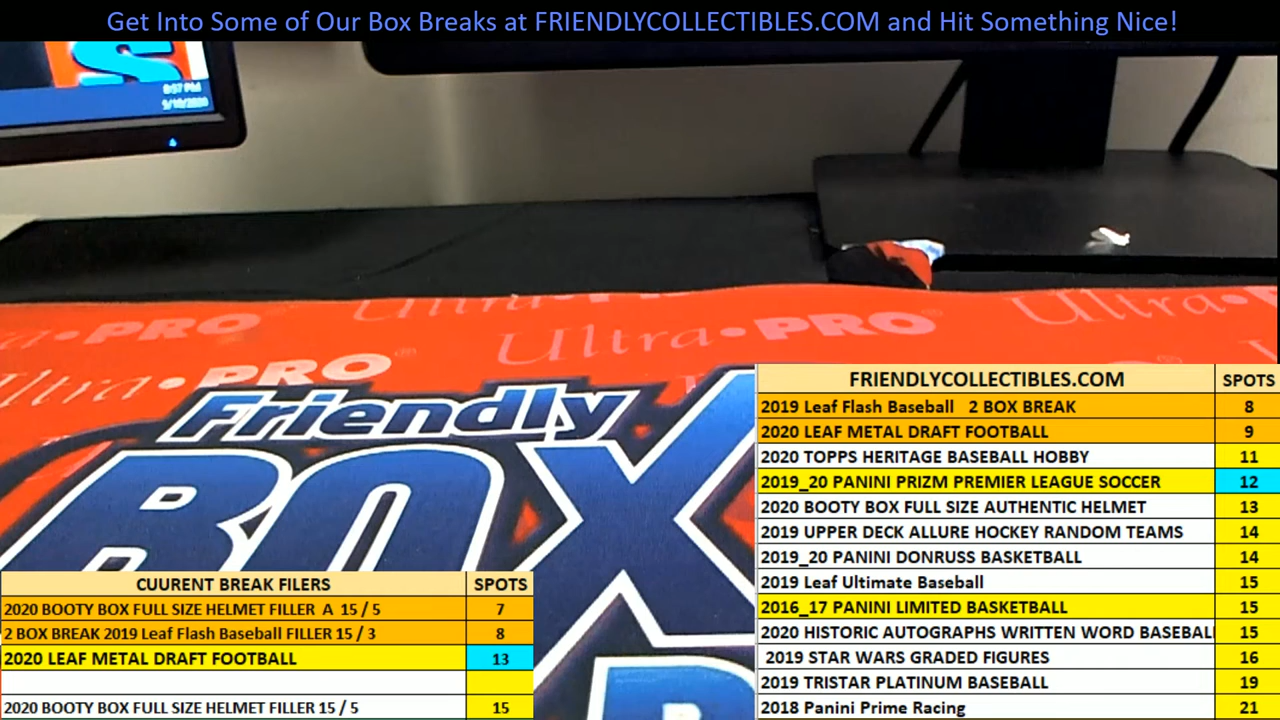 Get Into Some of Our Box Breaks at FRIENDLYCOLLECTIBLES.COM and Hit Something Nice!
8:57 PM
Ultra•PRO®
Ultra•PRO®
Ultra•PRO®
Friendly
BOX
FRIENDLYCOLLECTIBLES.COM SPOTS
2019 Leaf Flash Baseball 2 BOX BREAK 8
2020 LEAF METAL DRAFT FOOTBALL 9
2020 TOPPS HERITAGE BASEBALL HOBBY 11
2019_20 PANINI PRIZM PREMIER LEAGUE SOCCER 12
2020 BOOTY BOX FULL SIZE AUTHENTIC HELMET 13
2019 UPPER DECK ALLURE HOCKEY RANDOM TEAMS 14
2019_20 PANINI DONRUSS BASKETBALL 14
2019 Leaf Ultimate Baseball 15
2016_17 PANINI LIMITED BASKETBALL 15
2020 HISTORIC AUTOGRAPHS WRITTEN WORD BASEBAL 15
2019 STAR WARS GRADED FIGURES 16
2019 TRISTAR PLATINUM BASEBALL 19
2018 Panini Prime Racing 21
CUURENT BREAK FILERS SPOTS
2020 BOOTY BOX FULL SIZE HELMET FILLER A 15 / 5 7
2 BOX BREAK 2019 Leaf Flash Baseball FILLER 15 / 3 8
2020 LEAF METAL DRAFT FOOTBALL 13
2020 BOOTY BOX FULL SIZE HELMET FILLER 15 / 5 15